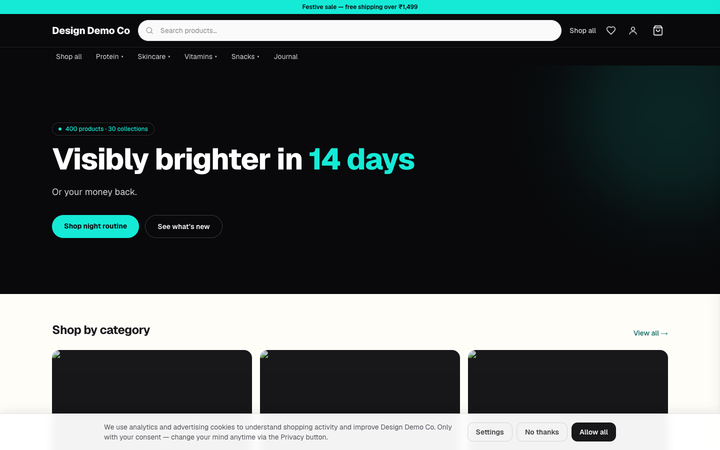 Festive sale — free shipping over ₹1,499
Design Demo Co
Search products...
Shop all
Shop all
Protein
Skincare
Vitamins
Snacks
Journal
400 products · 30 collections
Visibly brighter in 14 days
Or your money back.
Shop night routine
See what's new
Shop by category
View all →
We use analytics and advertising cookies to understand shopping activity and improve Design Demo Co. Only
with your consent — change your mind anytime via the Privacy button.
Settings
No thanks
Allow all